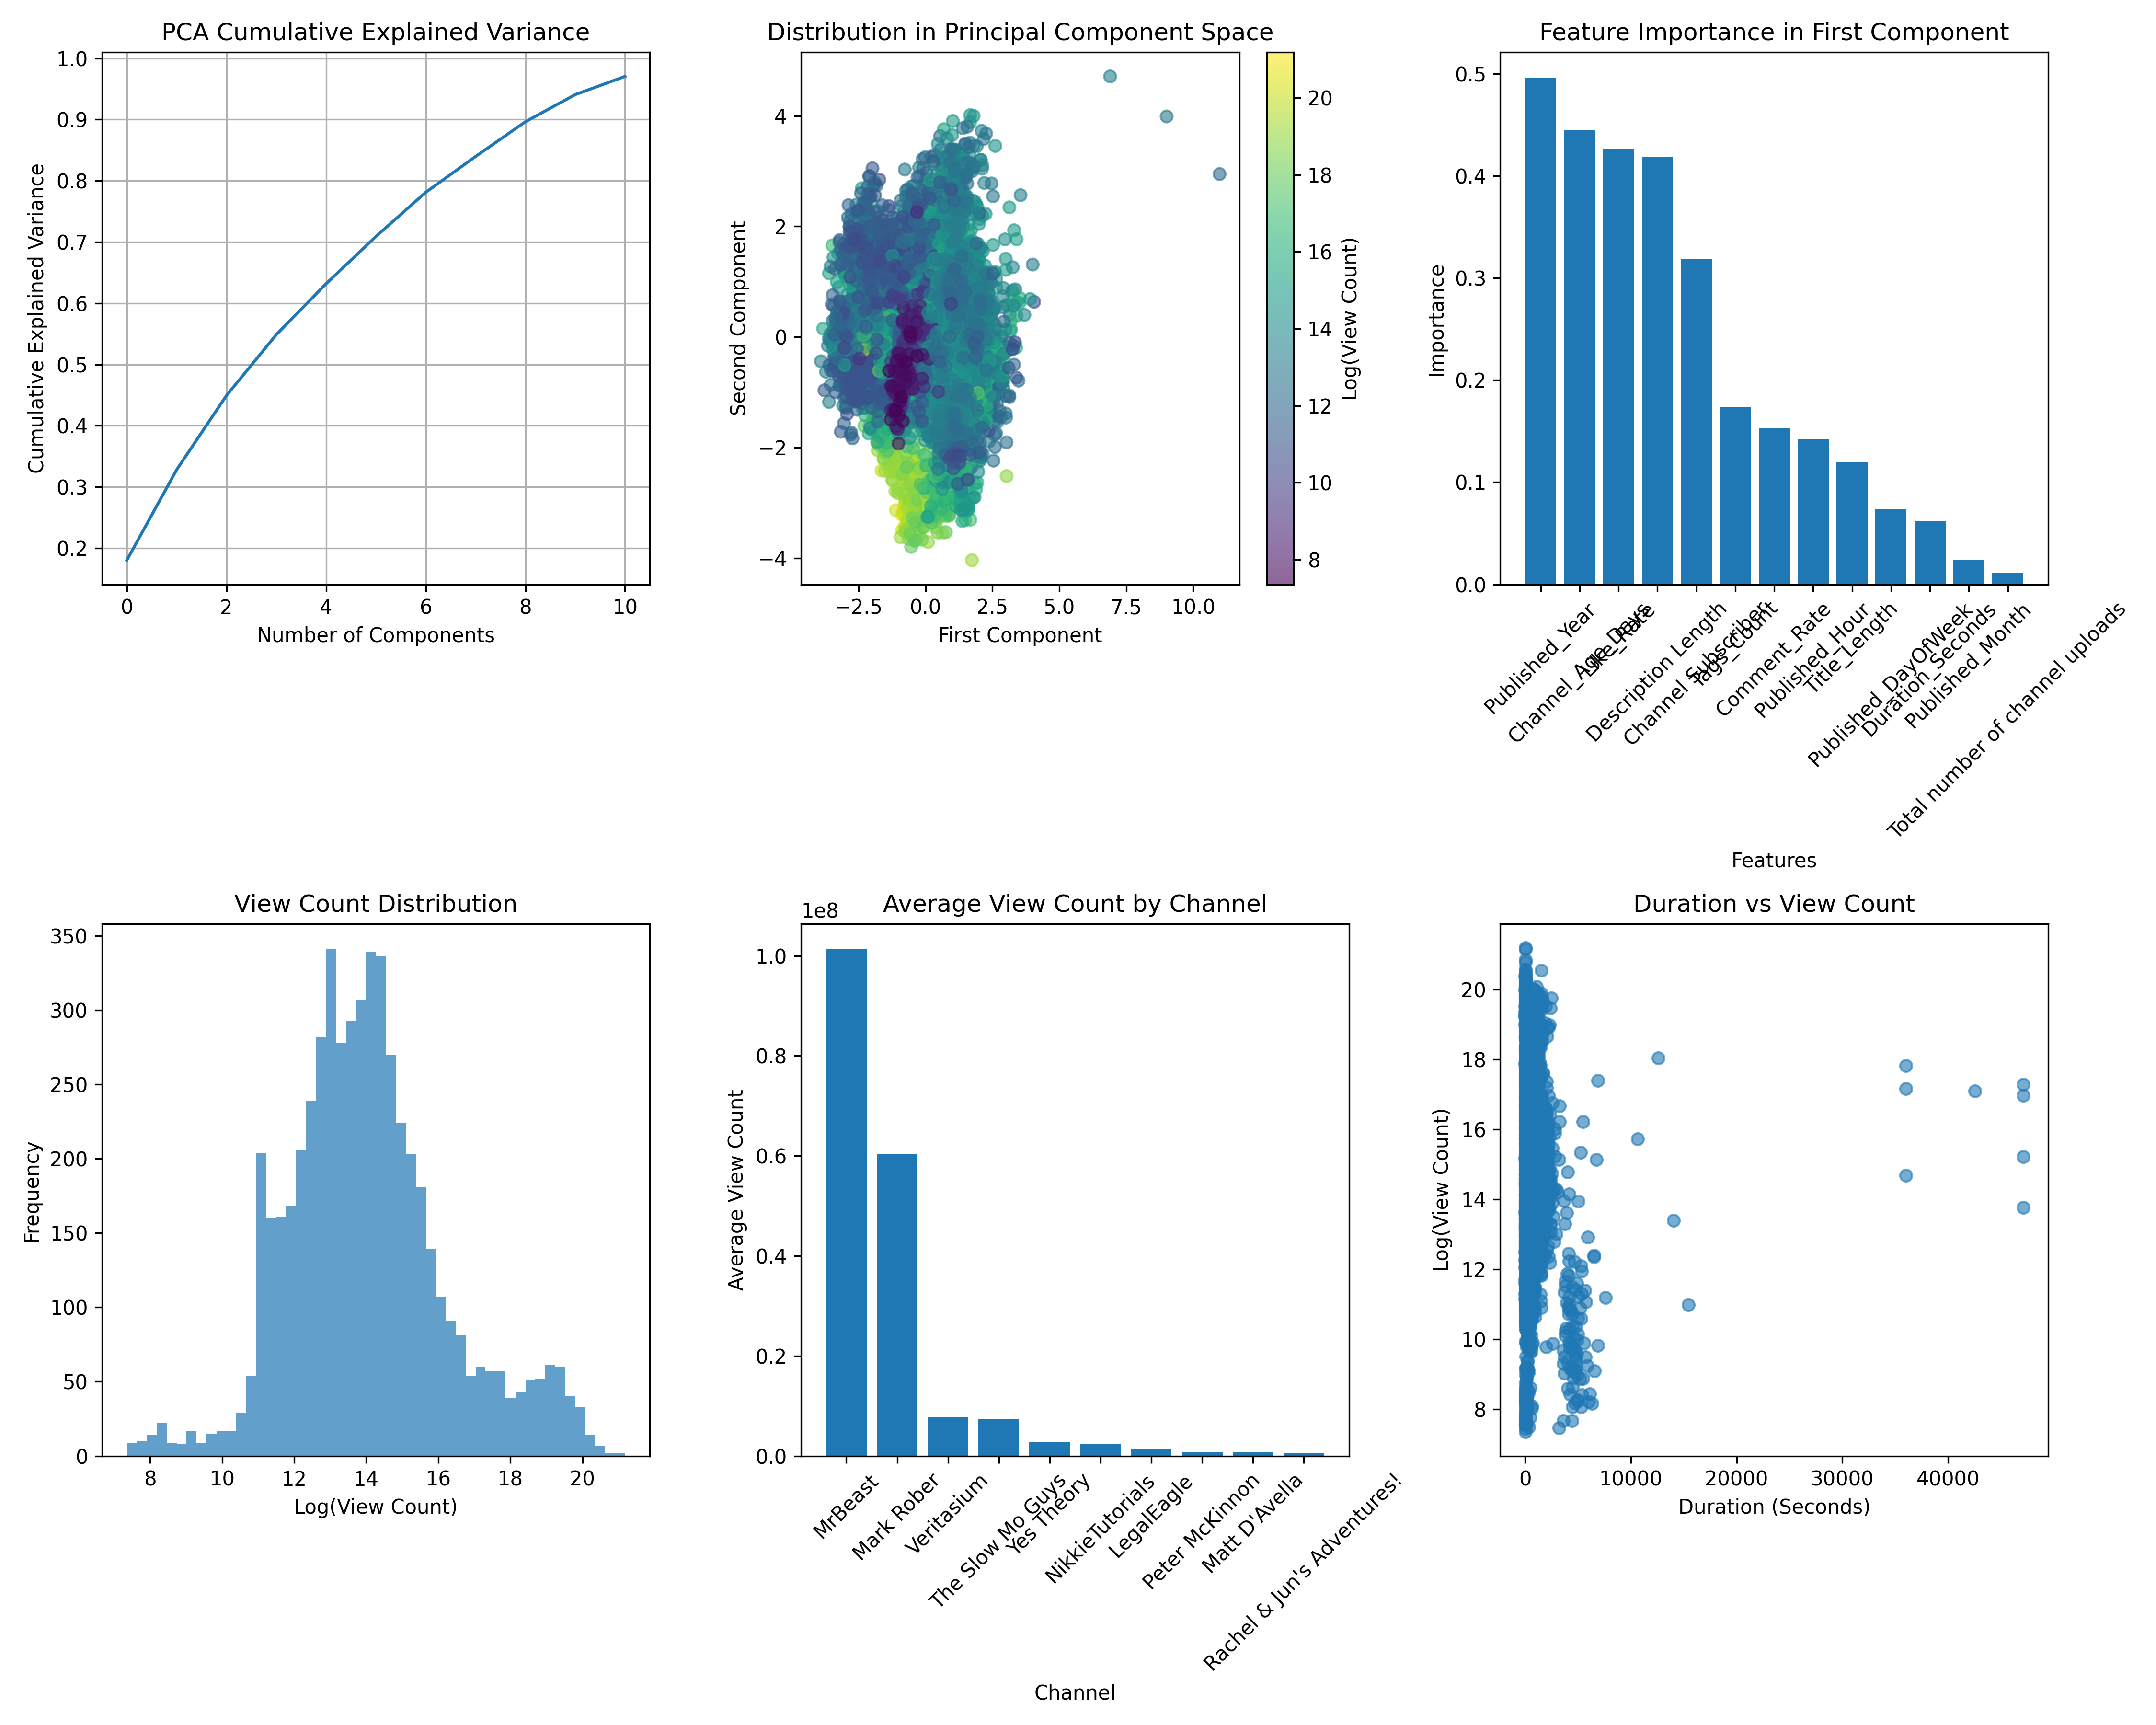 PCA Cumulative Explained Variance
1.0
0.9
0.8
0.7
0.6
0.5
0.4
0.3
0.2
0 2 4 6 8 10
Cumulative Explained Variance
Number of Components
Distribution in Principal Component Space
4
2
0
−2
−4
−2.5 0.0 2.5 5.0 7.5 10.0
Second Component
First Component
20
18
16
14
12
10
8
Log(View Count)
Feature Importance in First Component
0.5
0.4
0.3
0.2
0.1
0.0
Importance
Published_Year
Channel_Age_Days
Like_Rate
Description Length
Channel Subscriber
Tags_Count
Comment_Rate
Published_Hour
Title_Length
Published_DayOfWeek
Duration_Seconds
Published_Month
Total number of channel uploads
Features
View Count Distribution
350
300
250
200
150
100
50
0
8 10 12 14 16 18 20
Frequency
Log(View Count)
Average View Count by Channel
1e8
1.0
0.8
0.6
0.4
0.2
0.0
Average View Count
MrBeast
Mark Rober
Veritasium
The Slow Mo Guys
Yes Theory
NikkieTutorials
LegalEagle
Peter McKinnon
Matt D'Avella
Rachel & Jun's Adventures!
Channel
Duration vs View Count
20
18
16
14
12
10
8
0 10000 20000 30000 40000
Log(View Count)
Duration (Seconds)